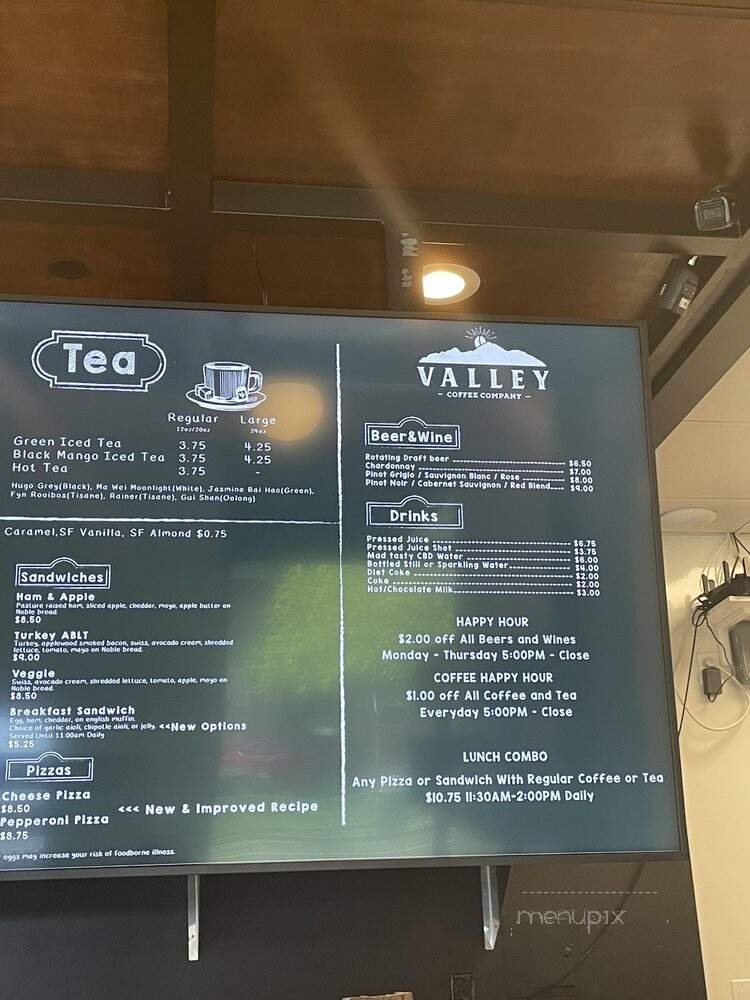 Tea
Regular Large
12oz/20oz 24oz
Green Iced Tea 3.75 4.25
Black Mango Iced Tea 3.75 4.25
Hot Tea 3.75 -
Hugo Grey(Black), Ma Wei Moonlight(White), Jasmine Bai Hao(Green),
Fyn Rooibos(Tisane), Rainer(Tisane), Gui Shan(Oolong)
Caramel,SF Vanilla, SF Almond $0.75
Sandwiches
Ham & Apple
Pasture raised ham, sliced apple, cheddar, mayo, apple butter on
Noble bread.
$8.50
Turkey ABLT
Turkey, applewood smoked bacon, swiss, avocado cream, shredded
lettuce, tomato, mayo on Noble bread.
$9.00
Veggie
Swiss, avocado cream, shredded lettuce, tomato, apple, mayo on
Noble bread.
$8.50
Breakfast Sandwich
Egg, ham, cheddar, on english muffin.
Choice of garlic aioli, chipotle aioli, or jelly. <<New Options
Served Until 11:00am Daily
$5.25
Pizzas
Cheese Pizza
$8.50
<<< New & Improved Recipe
Pepperoni Pizza
$8.75
eggs may increase your risk of foodborne illness.
VALLEY
- COFFEE COMPANY -
Beer&Wine
Rotating Draft beer $6.50
Chardonnay $7.00
Pinot Grigio / Sauvignon Blanc / Rose $8.00
Pinot Noir / Cabernet Sauvignon / Red Blend $9.00
Drinks
Pressed Juice $6.75
Pressed Juice Shot $3.75
Mad tasty CBD Water $6.00
Bottled Still or Sparkling Water $4.00
Diet Coke $2.00
Coke $2.00
Hot/Chocolate Milk $3.00
HAPPY HOUR
$2.00 off All Beers and Wines
Monday - Thursday 5:00PM - Close
COFFEE HAPPY HOUR
$1.00 off All Coffee and Tea
Everyday 5:00PM - Close
LUNCH COMBO
Any Pizza or Sandwich With Regular Coffee or Tea
$10.75 11:30AM-2:00PM Daily
menupix